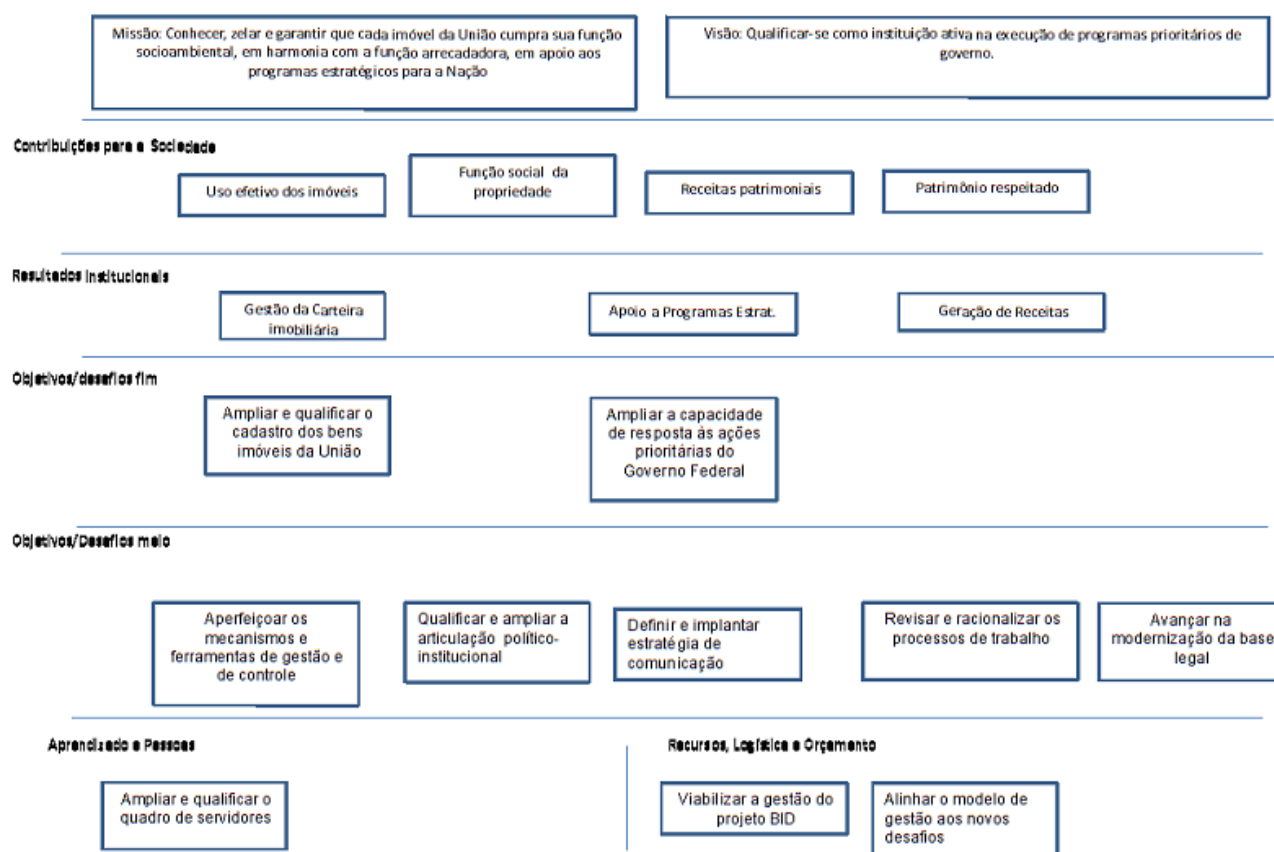 Missão: Conhecer, zelar e garantir que cada imóvel da União cumpra sua função
socioambiental, em harmonia com a função arrecadadora, em apoio aos
programas estratégicos para a Nação
Visão: Qualificar-se como instituição ativa na execução de programas prioritários de
governo.
Contribuições para a Sociedade
Uso efetivo dos imóveis
Função social da
propriedade
Receitas patrimoniais
Patrimônio respeitado
Resultados Institucionais
Gestão da Carteira
imobiliária
Apoio a Programas Estrat.
Geração de Receitas
Objetivos/desafios fim
Ampliar e qualificar o
cadastro dos bens
imóveis da União
Ampliar a capacidade
de resposta às ações
prioritárias do
Governo Federal
Objetivos/Desafios meio
Aperfeiçoar os
mecanismos e
ferramentas de gestão e
de controle
Qualificar e ampliar a
articulação político-
institucional
Definir e implantar
estratégia de
comunicação
Revisar e racionalizar os
processos de trabalho
Avançar na
modernização da base
legal
Aprendizado e Pessoas
Ampliar e qualificar o
quadro de servidores
Recursos, Logística e Orçamento
Viabilizar a gestão do
projeto BID
Alinhar o modelo de
gestão aos novos
desafios